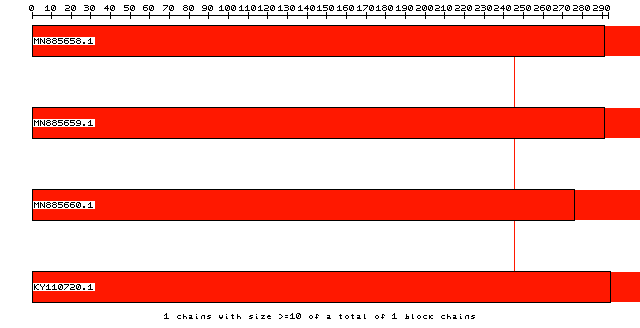 0 10 20 30 40 50 60 70 80 90 100 110 120 130 140 150 160 170 180 190 200 210 220 230 240 250 260 270 280 290
MN885658.1
MN885659.1
MN885660.1
KY110720.1
1 chains with size >=10 of a total of 1 block chains